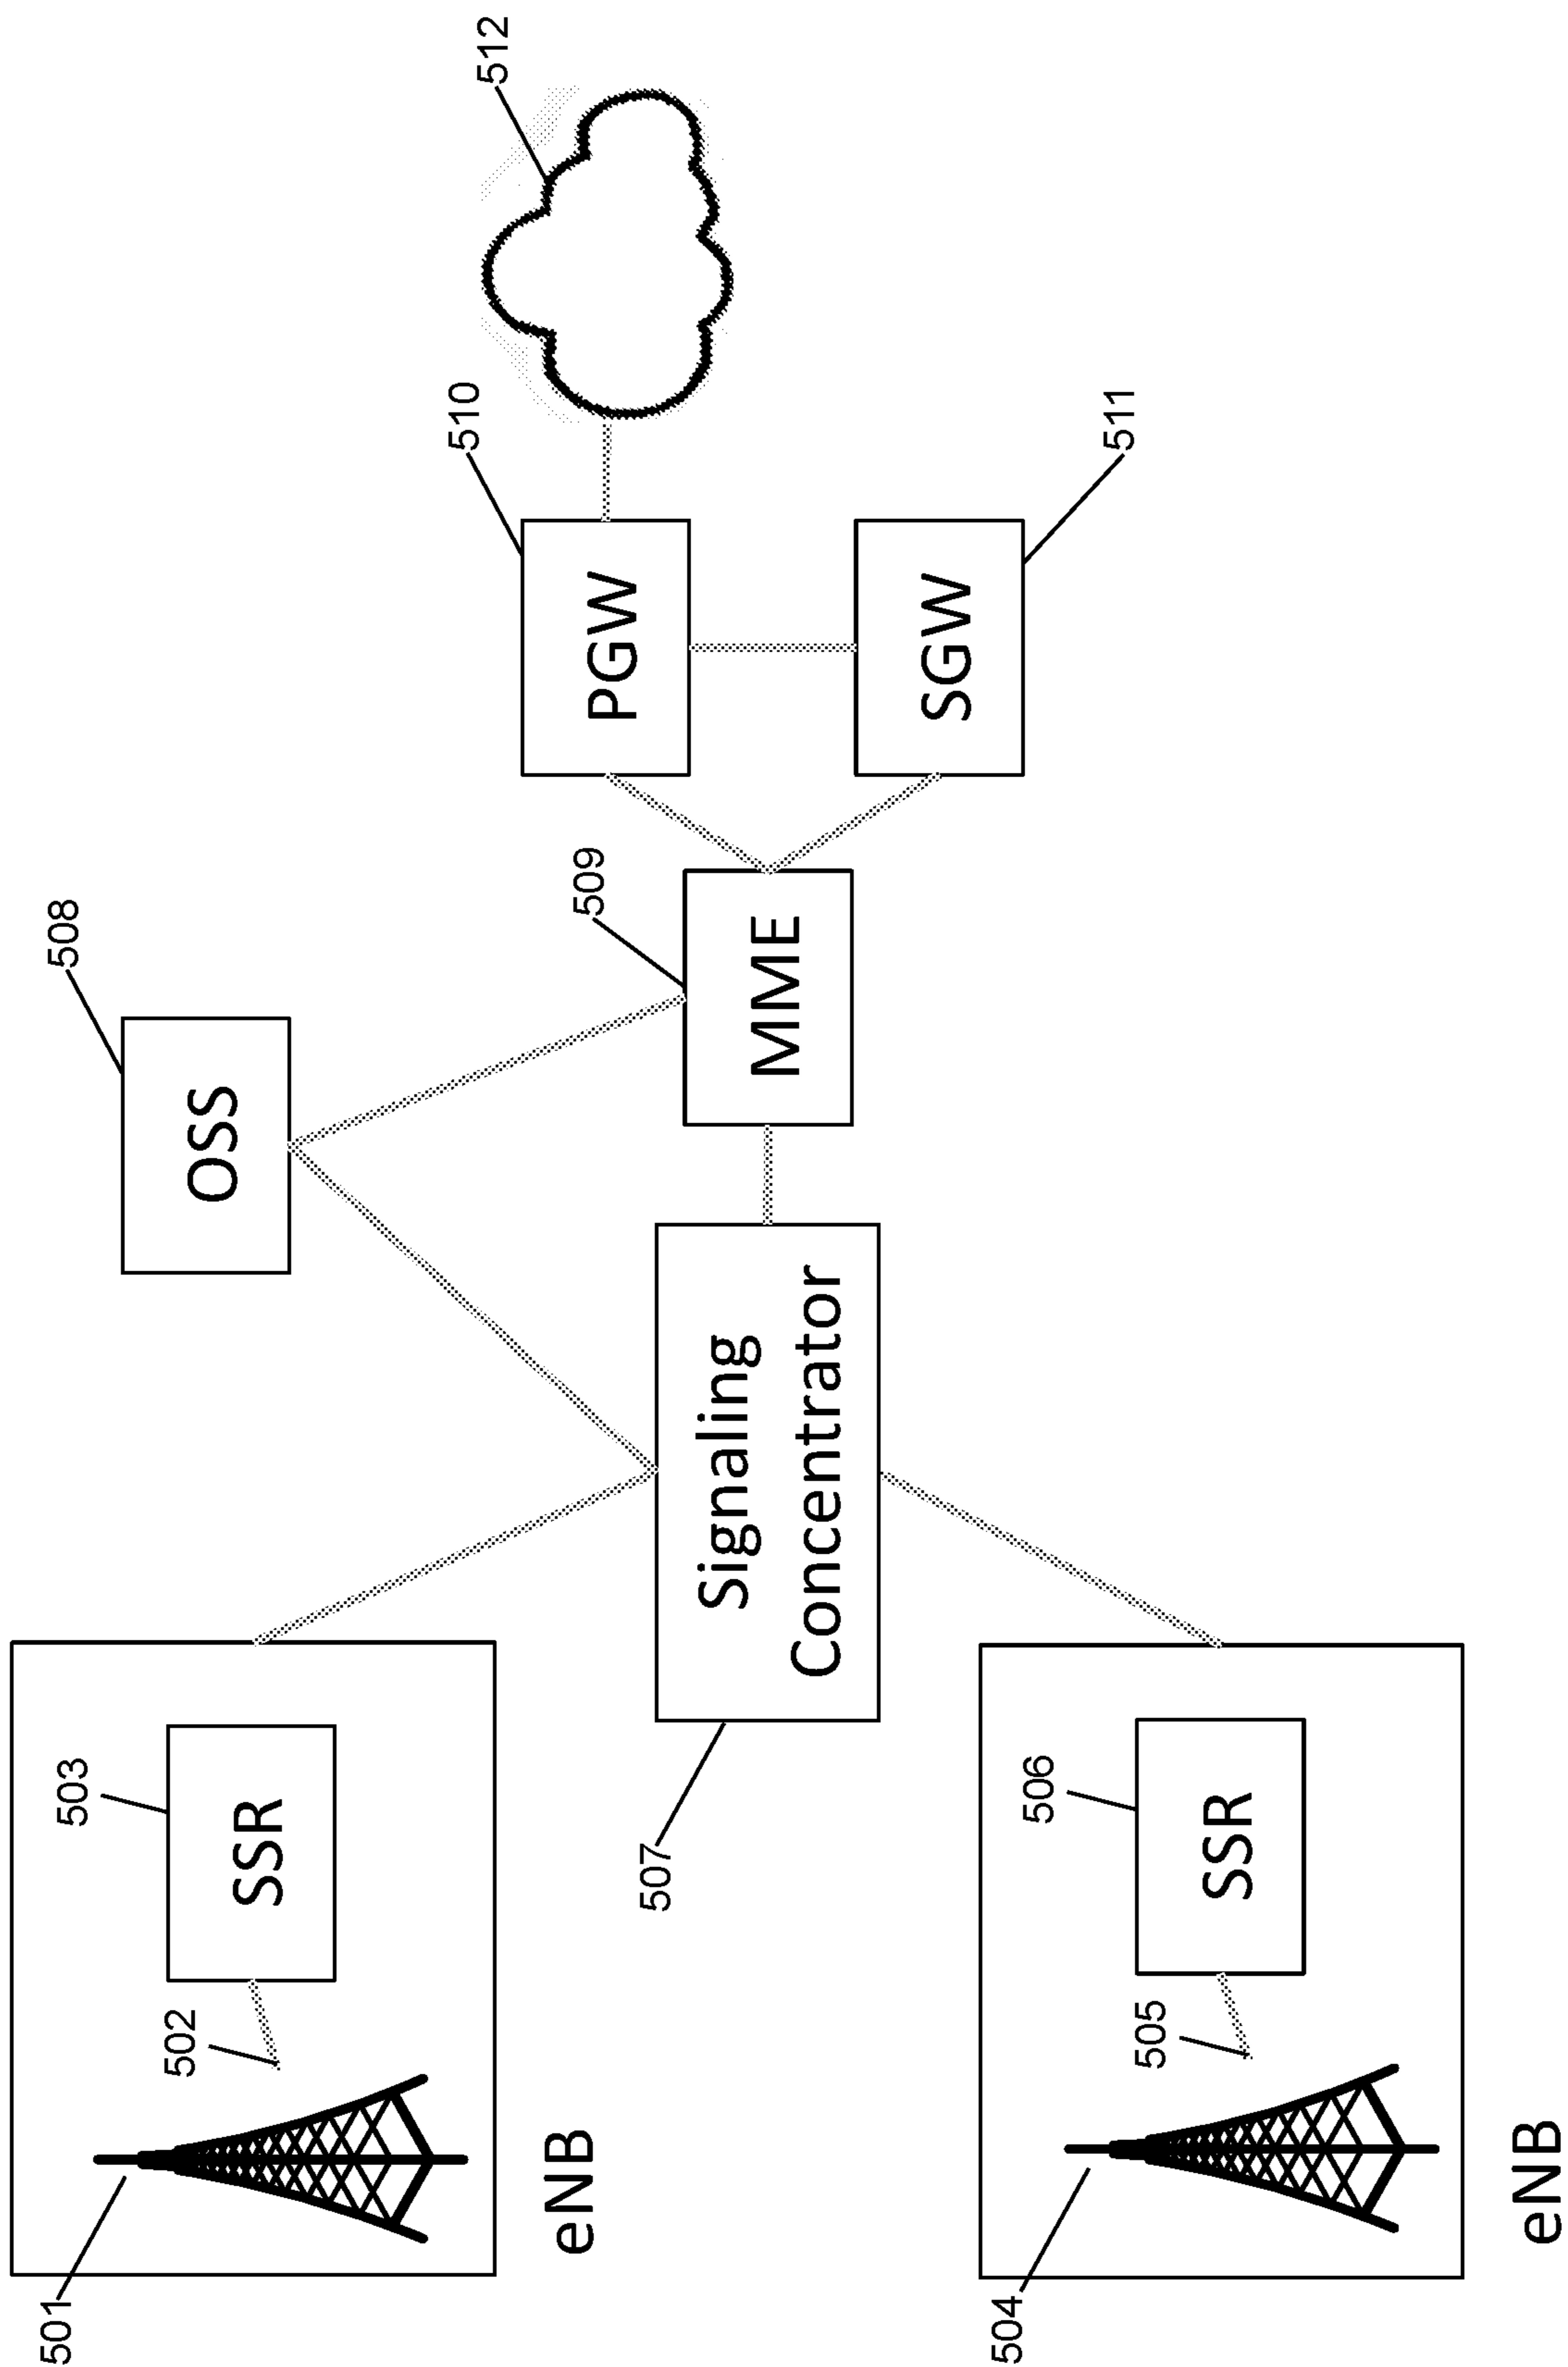 501
502
503
SSR
eNB
504
505
506
SSR
eNB
507
Signaling
Concentrator
508
OSS
509
MME
510
PGW
511
SGW
512